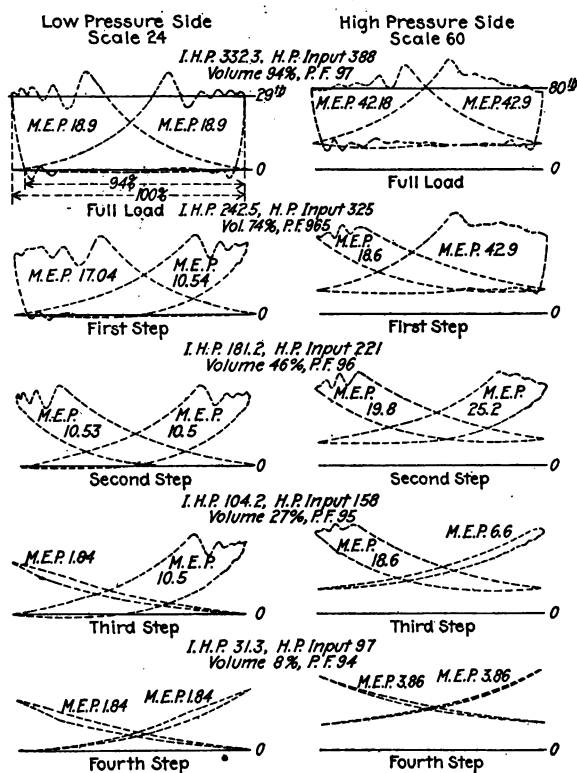 Low Pressure Side
Scale 24
High Pressure Side
Scale 60
I.H.P. 332.3, H.P. Input 388
Volume 94%, P.F. 97
29 lb
M.E.P. 18.9
M.E.P. 18.9
0
94%
100%
Full Load
80 lb
M.E.P. 42.18
M.E.P. 42.9
0
Full Load
I.H.P. 242.5, H.P. Input 325
Vol. 74%, P.F. 965
M.E.P. 17.04
M.E.P.
10.54
0
First Step
M.E.P.
18.6
M.E.P. 42.9
0
First Step
I.H.P. 181.2, H.P. Input 221
Volume 46%, P.F. 96
M.E.P.
10.53
M.E.P.
10.5
0
Second Step
M.E.P.
19.8
M.E.P.
25.2
0
Second Step
I.H.P. 104.2, H.P. Input 158
Volume 27%, P.F. 95
M.E.P. 1.84
M.E.P.
10.5
0
Third Step
M.E.P.
18.6
M.E.P. 6.6
0
Third Step
I.H.P. 31.3, H.P. Input 97
Volume 8%, P.F. 94
M.E.P. 1.84
M.E.P. 1.84
0
Fourth Step
M.E.P. 3.86
M.E.P. 3.86
0
Fourth Step